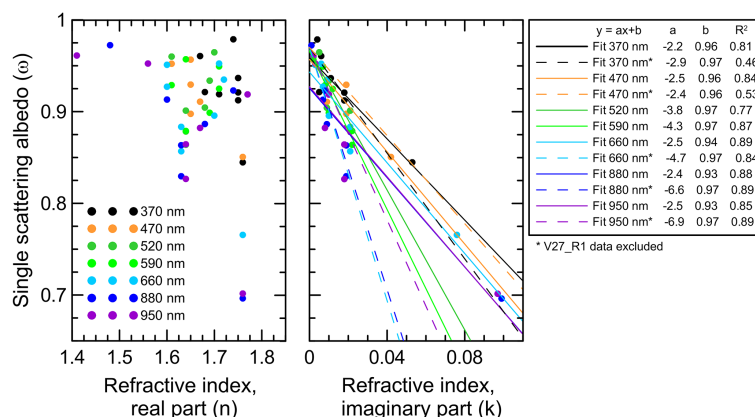 Single scattering albedo (ω)
1
0.9
0.8
0.7
370 nm
470 nm
520 nm
590 nm
660 nm
880 nm
950 nm
1.4 1.5 1.6 1.7 1.8
Refractive index,
real part (n)
0 0.04 0.08
Refractive index,
imaginary part (k)
y = ax+b a b R²
Fit 370 nm -2.2 0.96 0.81
Fit 370 nm* -2.9 0.97 0.46
Fit 470 nm -2.5 0.96 0.84
Fit 470 nm* -2.4 0.96 0.53
Fit 520 nm -3.8 0.97 0.77
Fit 590 nm -4.3 0.97 0.87
Fit 660 nm -2.5 0.94 0.89
Fit 660 nm* -4.7 0.97 0.84
Fit 880 nm -2.4 0.93 0.88
Fit 880 nm* -6.6 0.97 0.89
Fit 950 nm -2.5 0.93 0.85
Fit 950 nm* -6.9 0.97 0.89
* V27_R1 data excluded